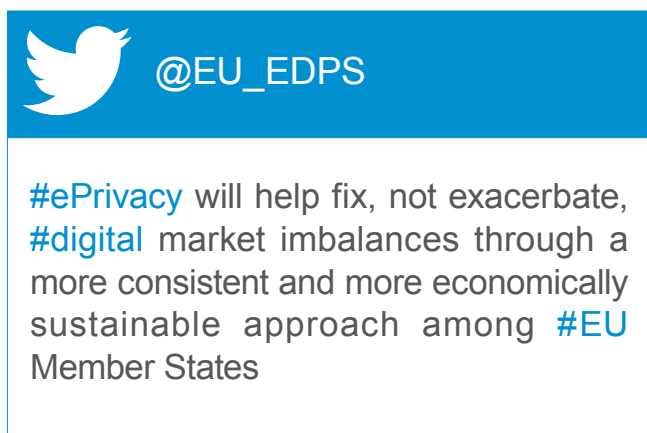 @EU_EDPS
#ePrivacy will help fix, not exacerbate,
#digital market imbalances through a
more consistent and more economically
sustainable approach among #EU
Member States